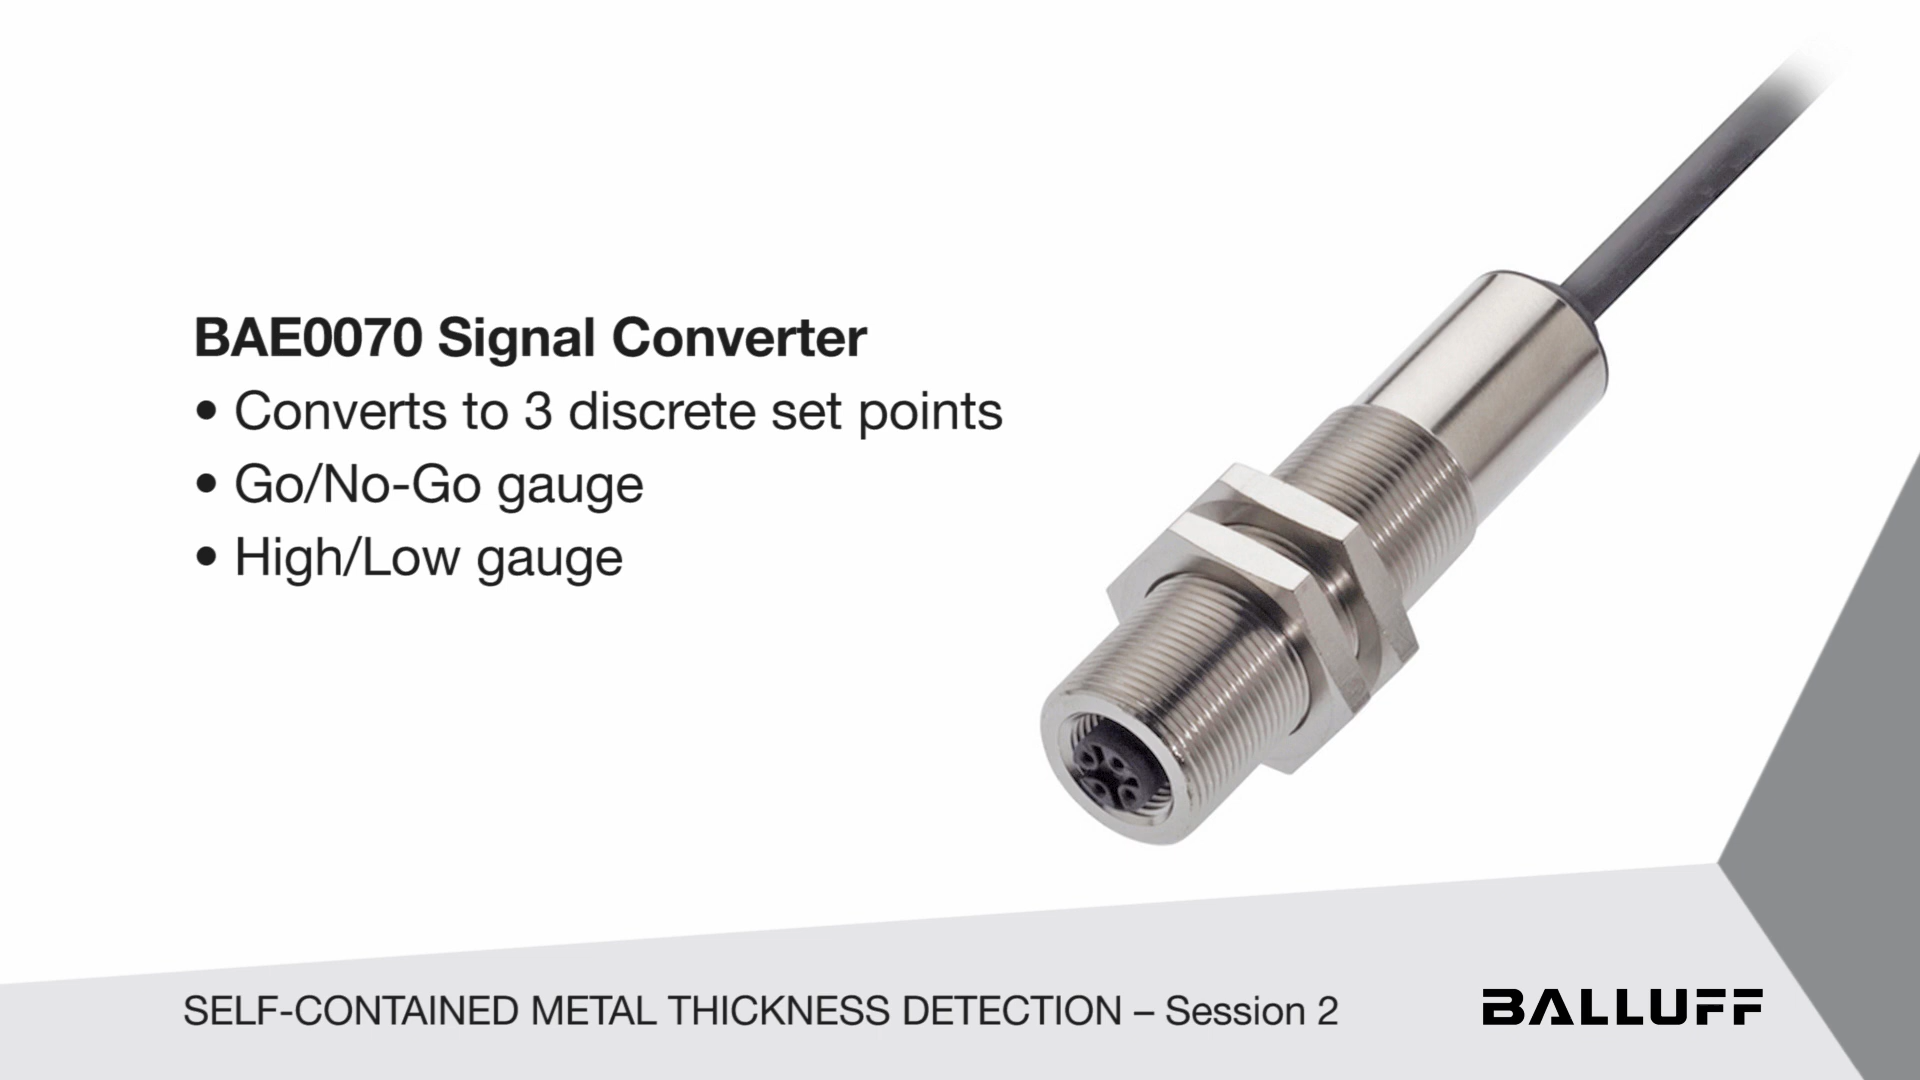 BAE0070 Signal Converter
• Converts to 3 discrete set points
• Go/No-Go gauge
• High/Low gauge
SELF-CONTAINED METAL THICKNESS DETECTION – Session 2
BALLUFF